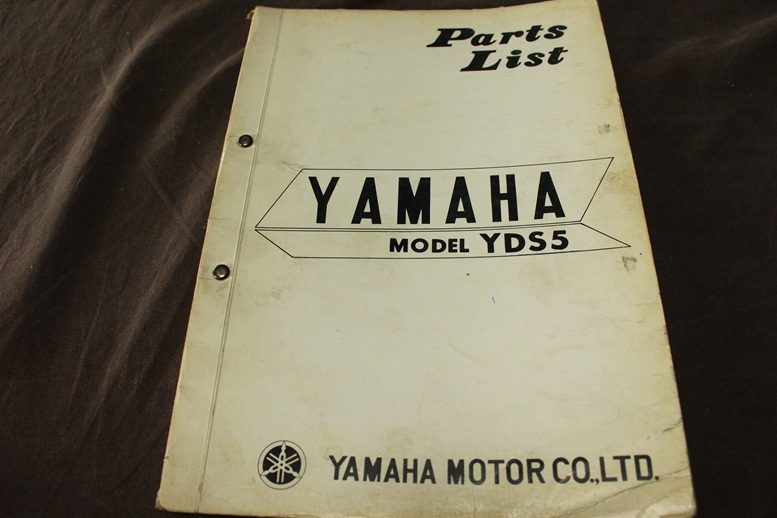 Parts
List
YAMAHA
MODEL YDS5
YAMAHA MOTOR CO.,LTD.